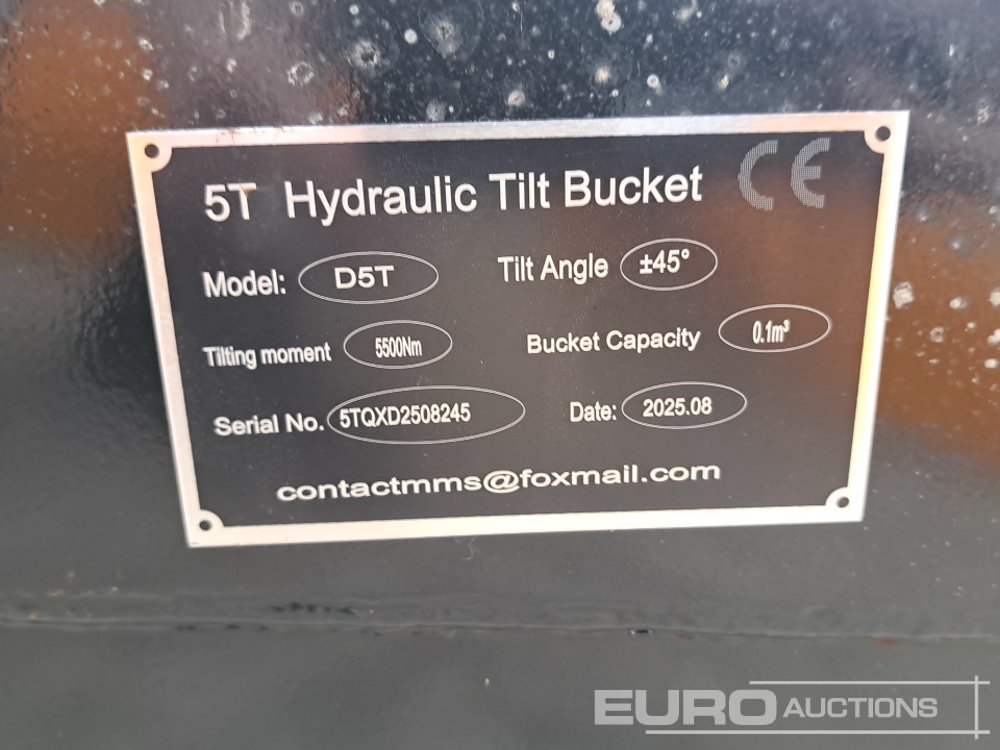 5T Hydraulic Tilt Bucket CE
Model: D5T Tilt Angle ±45°
Tilting moment 5500Nm Bucket Capacity 0.1m³
Serial No. 5TQXD2508245 Date: 2025.08
contactmms@foxmail.com
EURO AUCTIONS